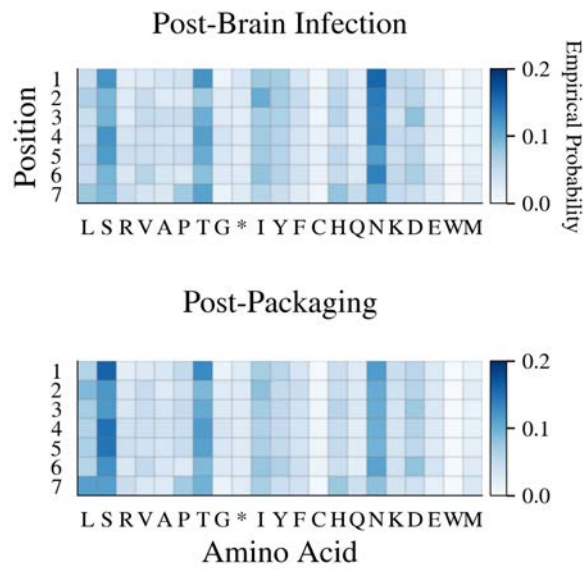 Post-Brain Infection
Position
1
2
3
4
5
6
7
L S R V A P T G * I Y F C H Q N K D E W M
0.2
0.1
0.0
Empirical Probability
Post-Packaging
1
2
3
4
5
6
7
L S R V A P T G * I Y F C H Q N K D E W M
0.2
0.1
0.0
Amino Acid